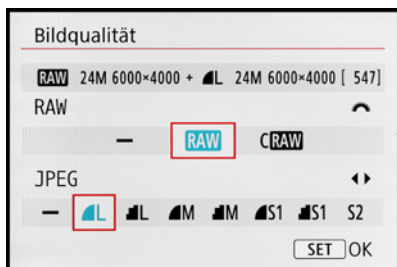 Bildqualität
RAW 24M 6000×4000 + L 24M 6000×4000 [ 547]
RAW
– RAW CRAW
JPEG
– L L M M S1 S1 S2
SET OK